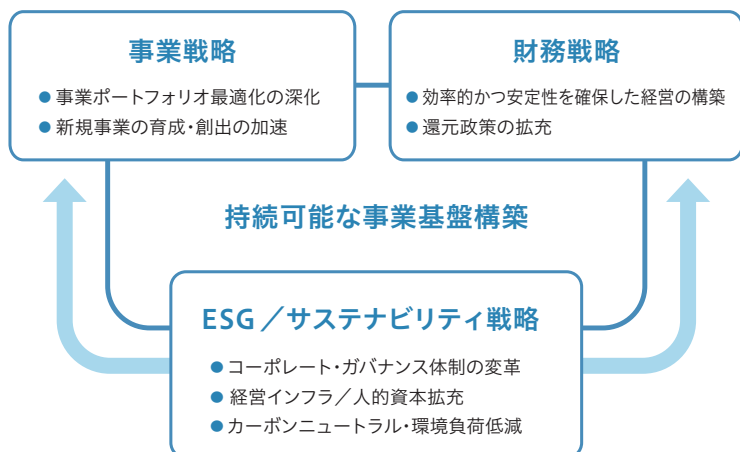 事業戦略
● 事業ポートフォリオ最適化の深化
● 新規事業の育成・創出の加速
財務戦略
● 効率的かつ安定性を確保した経営の構築
● 還元政策の拡充
持続可能な事業基盤構築
ESG／サステナビリティ戦略
● コーポレート・ガバナンス体制の変革
● 経営インフラ／人的資本拡充
● カーボンニュートラル・環境負荷低減